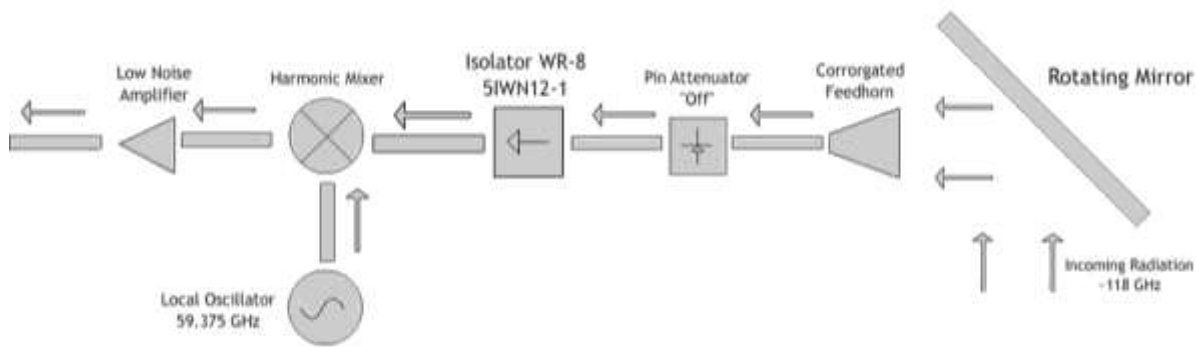 Low Noise
Amplifier
Harmonic Mixer
Isolator WR-8
5IWN12-1
Pin Attenuator
"Off"
Corrorgated
Feedhorn
Rotating Mirror
Local Oscillator
59.375 GHz
Incoming Radiation
~118 GHz